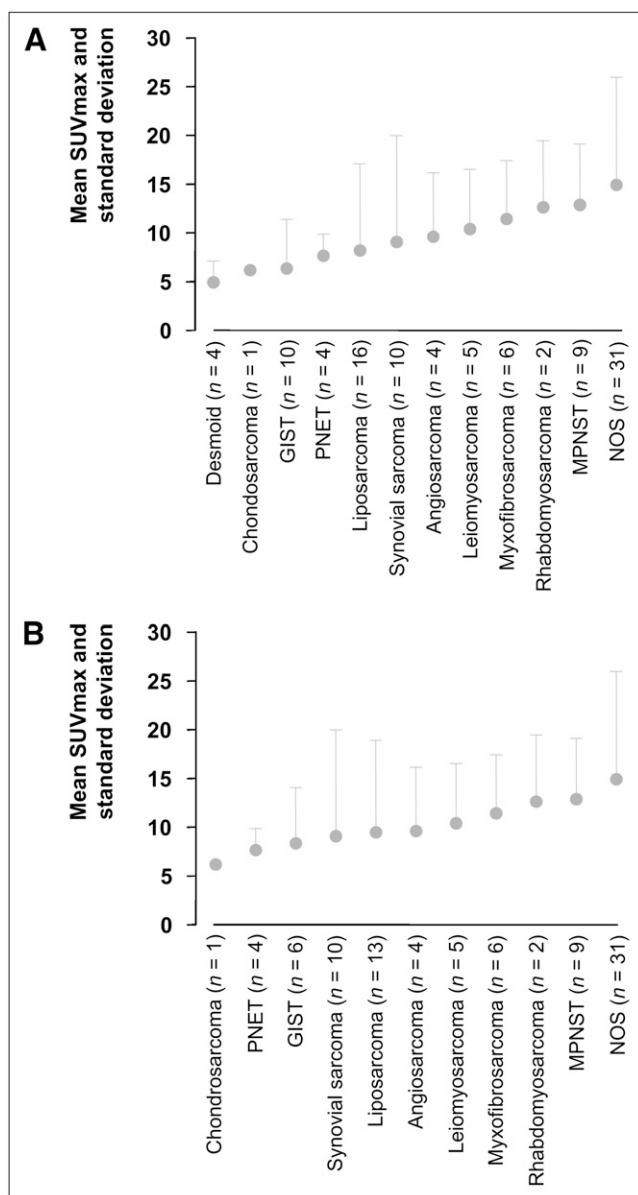 A
Mean SUVmax and
standard deviation
30
25
20
15
10
5
0
Desmoid (n = 4)
Chondosarcoma (n = 1)
GIST (n = 10)
PNET (n = 4)
Liposarcoma (n = 16)
Synovial sarcoma (n = 10)
Angiosarcoma (n = 4)
Leiomyosarcoma (n = 5)
Myxofibrosarcoma (n = 6)
Rhabdomyosarcoma (n = 2)
MPNST (n = 9)
NOS (n = 31)
B
Mean SUVmax and
standard deviation
30
25
20
15
10
5
0
Chondrosarcoma (n = 1)
PNET (n = 4)
GIST (n = 6)
Synovial sarcoma (n = 10)
Liposarcoma (n = 13)
Angiosarcoma (n = 4)
Leiomyosarcoma (n = 5)
Myxofibrosarcoma (n = 6)
Rhabdomyosarcoma (n = 2)
MPNST (n = 9)
NOS (n = 31)